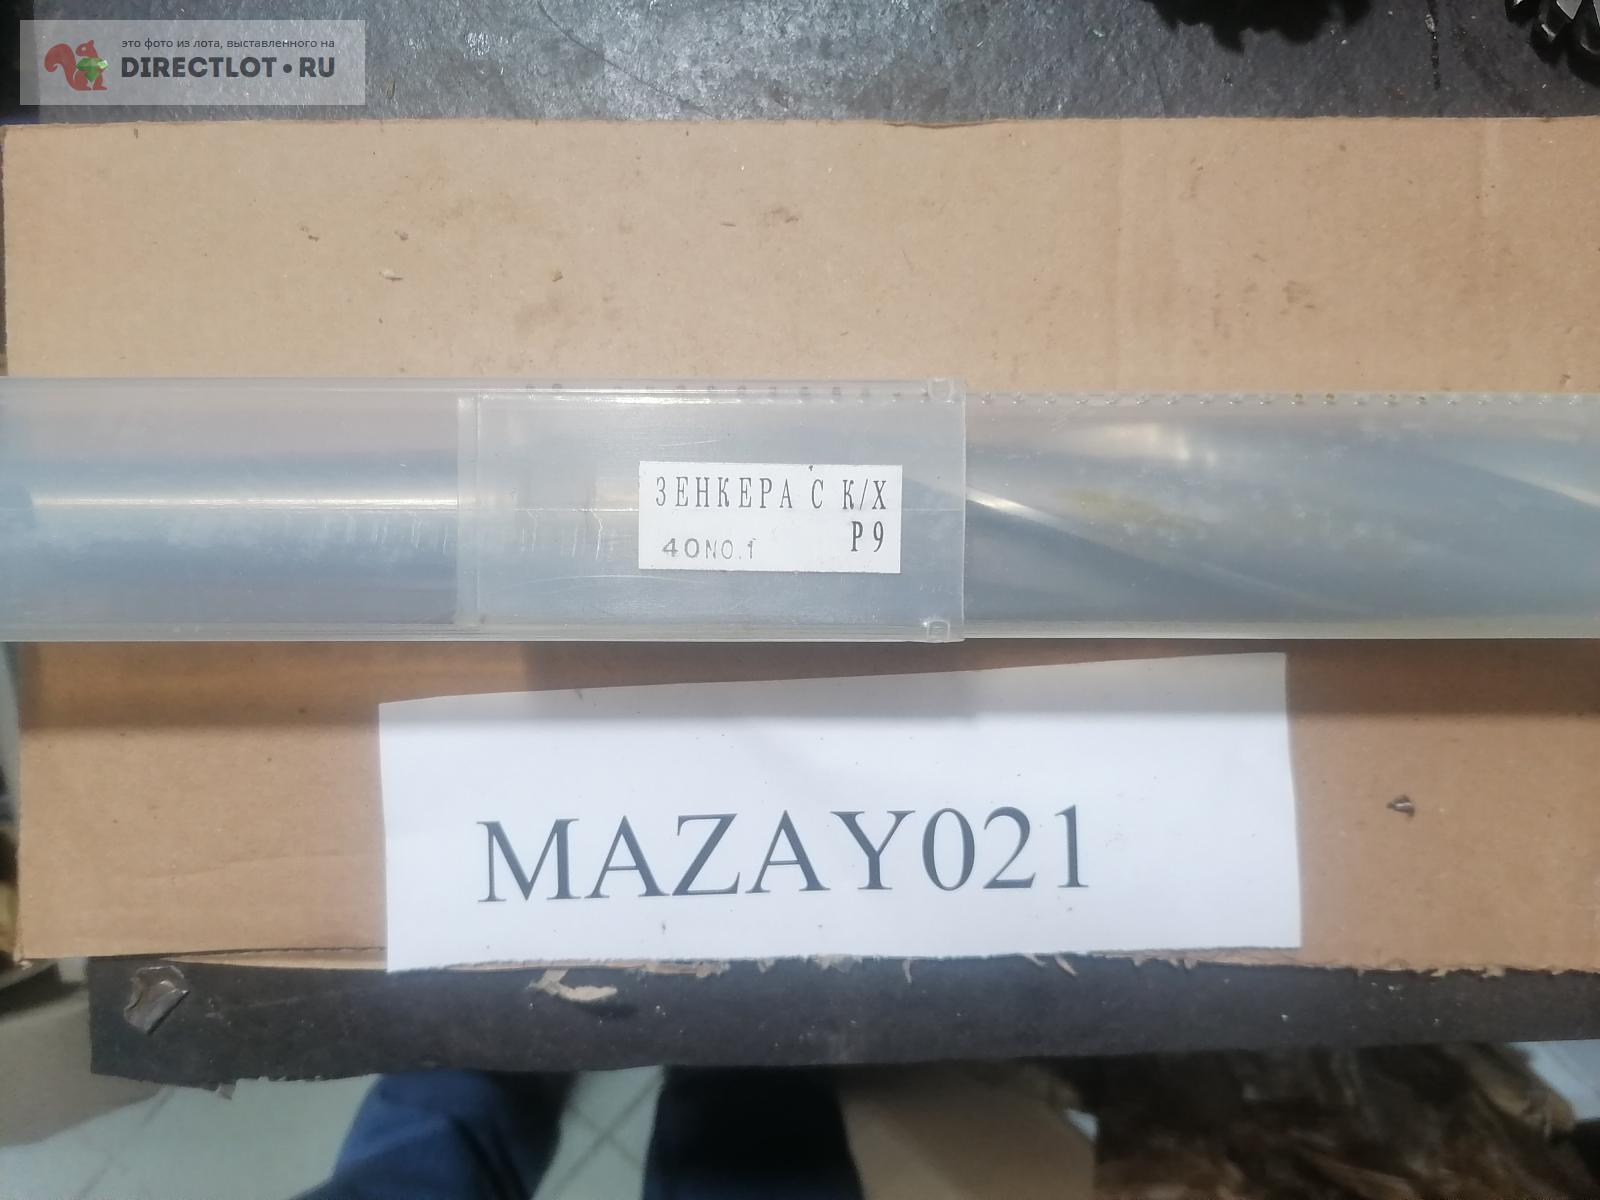 это фото из лота, выставленного на
DIRECTLOT•RU
ЗЕНКЕРА С К/Х
Р9
40NO.1
MAZAY021